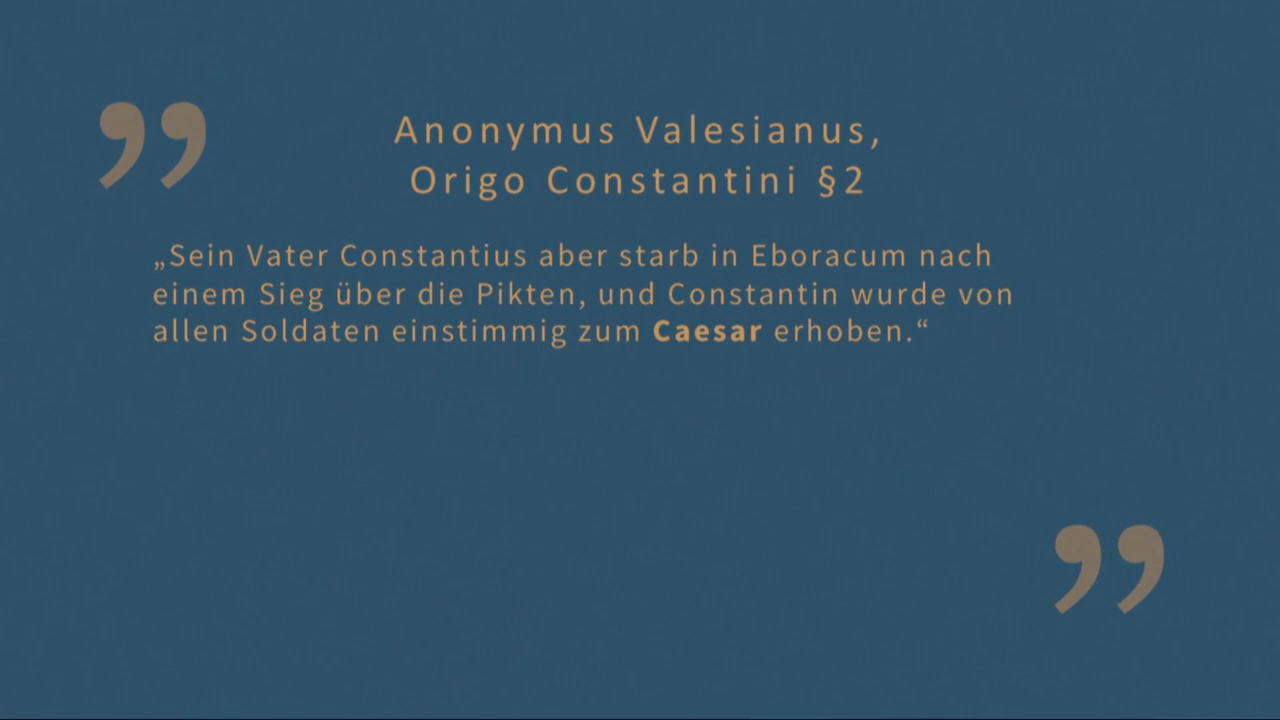 Anonymus Valesianus,
Origo Constantini §2
„Sein Vater Constantius aber starb in Eboracum nach
einem Sieg über die Pikten, und Constantin wurde von
allen Soldaten einstimmig zum Caesar erhoben.“